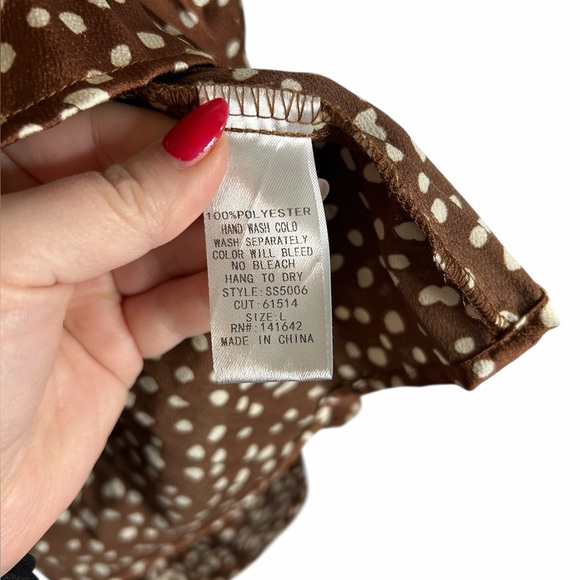 100%POLYESTER
HAND WASH COLD
WASH SEPARATELY
COLOR WILL BLEED
NO BLEACH
HANG TO DRY
STYLE:SS5006
CUT:61514
SIZE:L
RN#:141642
MADE IN CHINA